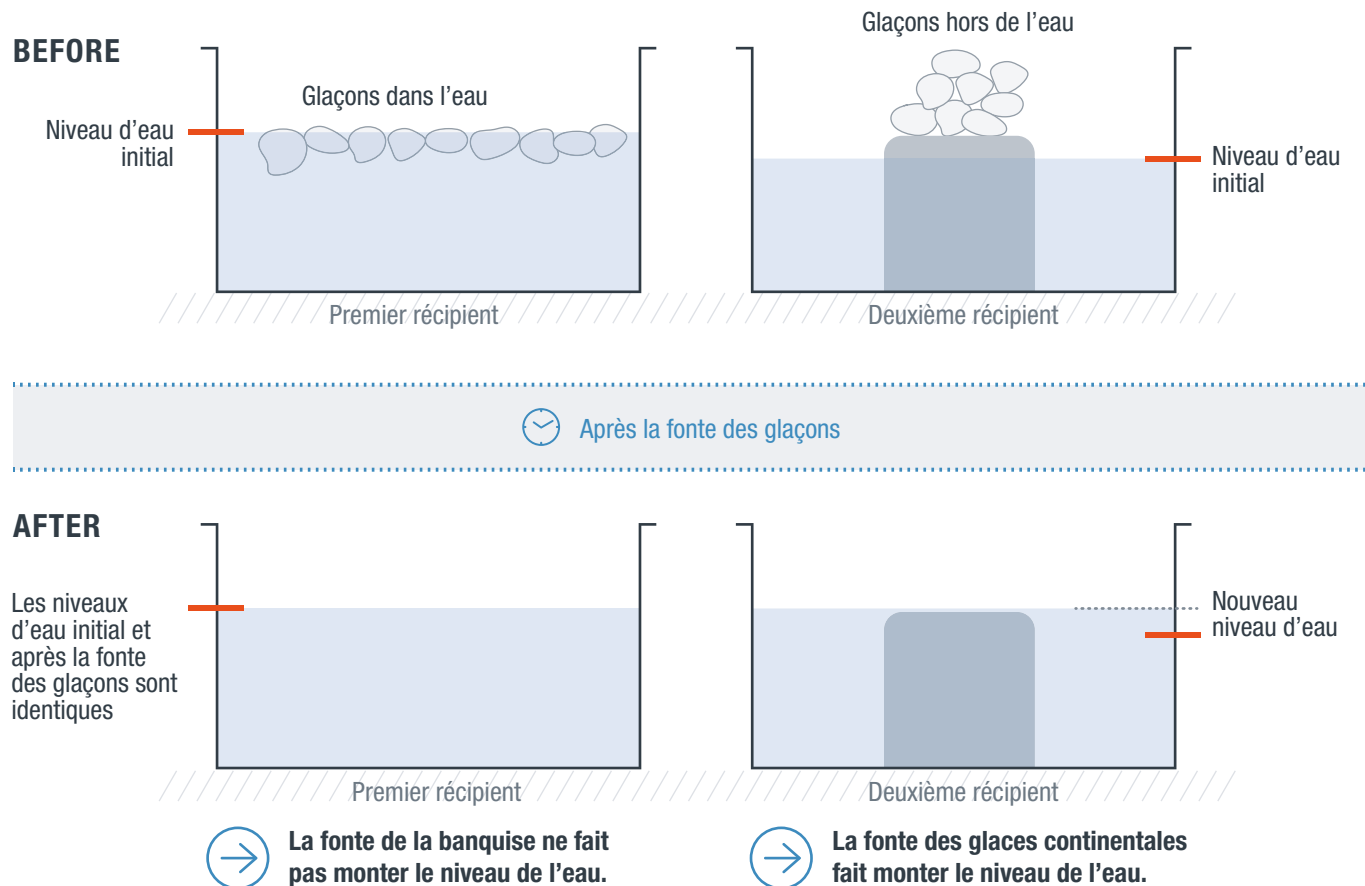 BEFORE
Glaçons dans l’eau
Niveau d’eau
initial
Premier récipient
Glaçons hors de l’eau
Niveau d’eau
initial
Deuxième récipient
Après la fonte des glaçons
AFTER
Les niveaux
d’eau initial et
après la fonte
des glaçons sont
identiques
Premier récipient
Nouveau
niveau d’eau
Deuxième récipient
La fonte de la banquise ne fait
pas monter le niveau de l’eau.
La fonte des glaces continentales
fait monter le niveau de l’eau.